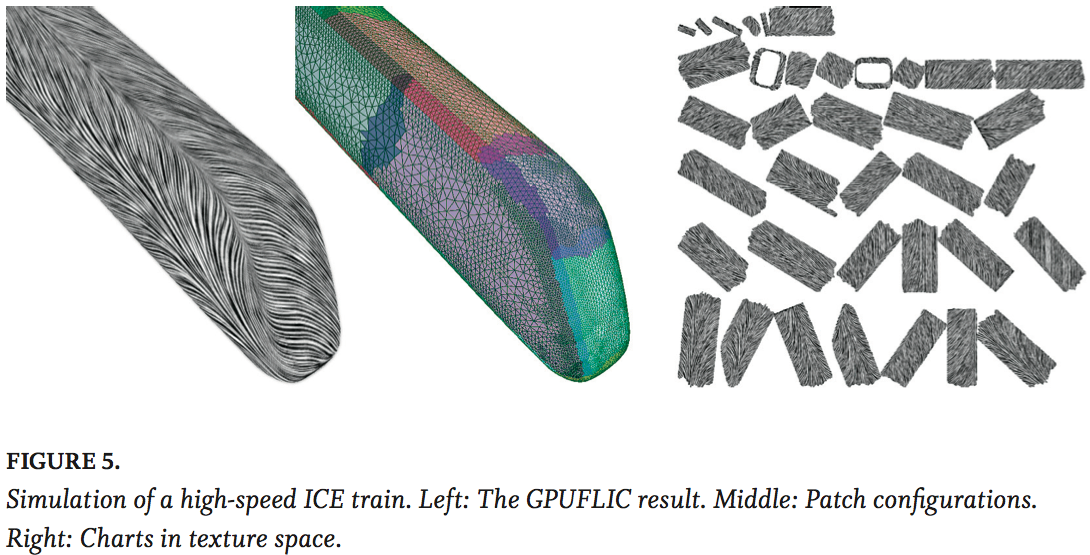 FIGURE 5.
Simulation of a high-speed ICE train. Left: The GPUFLIC result. Middle: Patch configurations.
Right: Charts in texture space.